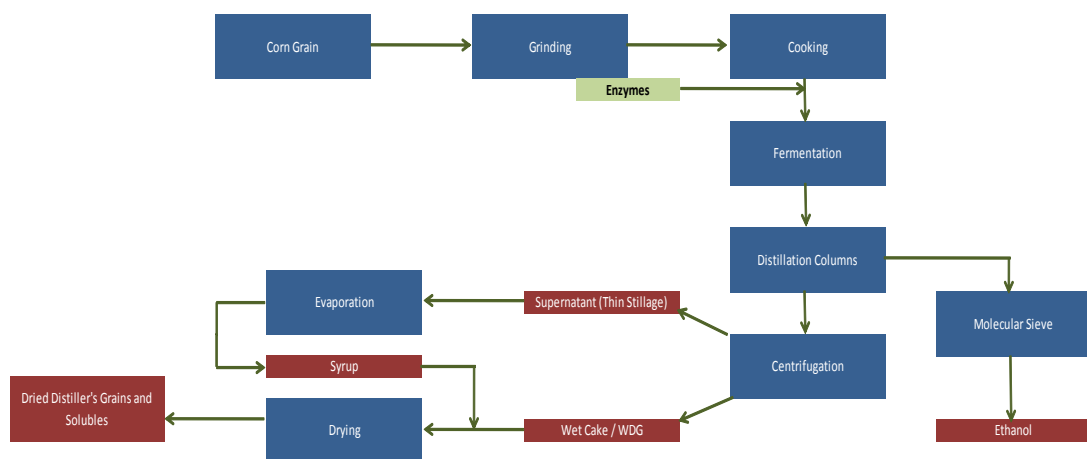 Corn Grain
Grinding
Cooking
Enzymes
Fermentation
Distillation Columns
Evaporation
Supernatant (Thin Stillage)
Molecular Sieve
Syrup
Centrifugation
Dried Distiller's Grains and
Solubles
Drying
Wet Cake / WDG
Ethanol